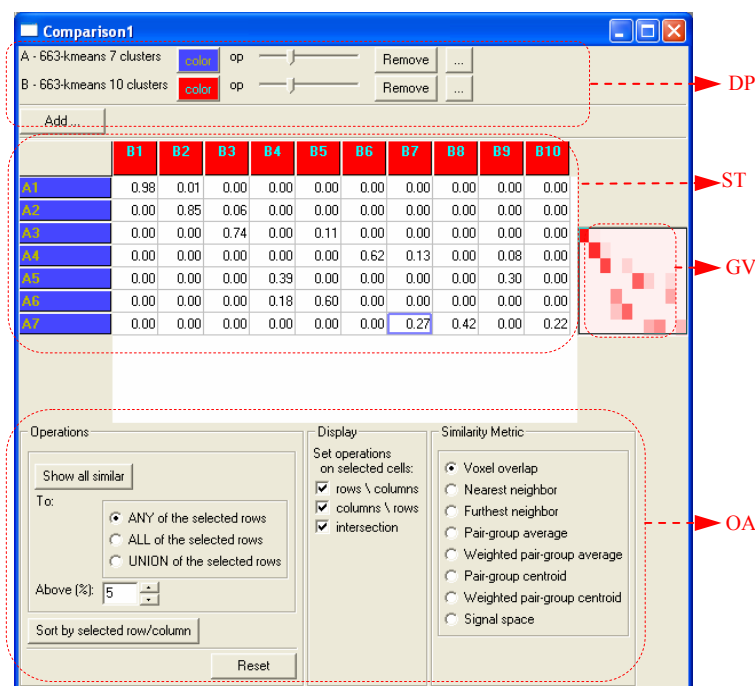 Comparison1
A - 663-kmeans 7 clusters color op Remove ...
B - 663-kmeans 10 clusters color op Remove ...
DP
Add ...
B1 B2 B3 B4 B5 B6 B7 B8 B9 B10
A1 0.98 0.01 0.00 0.00 0.00 0.00 0.00 0.00 0.00 0.00
ST
A2 0.00 0.85 0.06 0.00 0.00 0.00 0.00 0.00 0.00 0.00
A3 0.00 0.00 0.74 0.00 0.11 0.00 0.00 0.00 0.00 0.00
A4 0.00 0.00 0.00 0.00 0.00 0.62 0.13 0.00 0.08 0.00
GV
A5 0.00 0.00 0.00 0.39 0.00 0.00 0.00 0.00 0.30 0.00
A6 0.00 0.00 0.00 0.18 0.60 0.00 0.00 0.00 0.00 0.00
A7 0.00 0.00 0.00 0.00 0.00 0.00 0.27 0.42 0.00 0.22
Operations
Show all similar
To:
ANY of the selected rows
ALL of the selected rows
UNION of the selected rows
Above (%): 5
Sort by selected row/column
Reset
Display
Set operations
on selected cells:
rows \ columns
columns \ rows
intersection
Similarity Metric
Voxel overlap
Nearest neighbor
Furthest neighbor
Pair-group average
Weighted pair-group average
Pair-group centroid
Weighted pair-group centroid
Signal space
OA